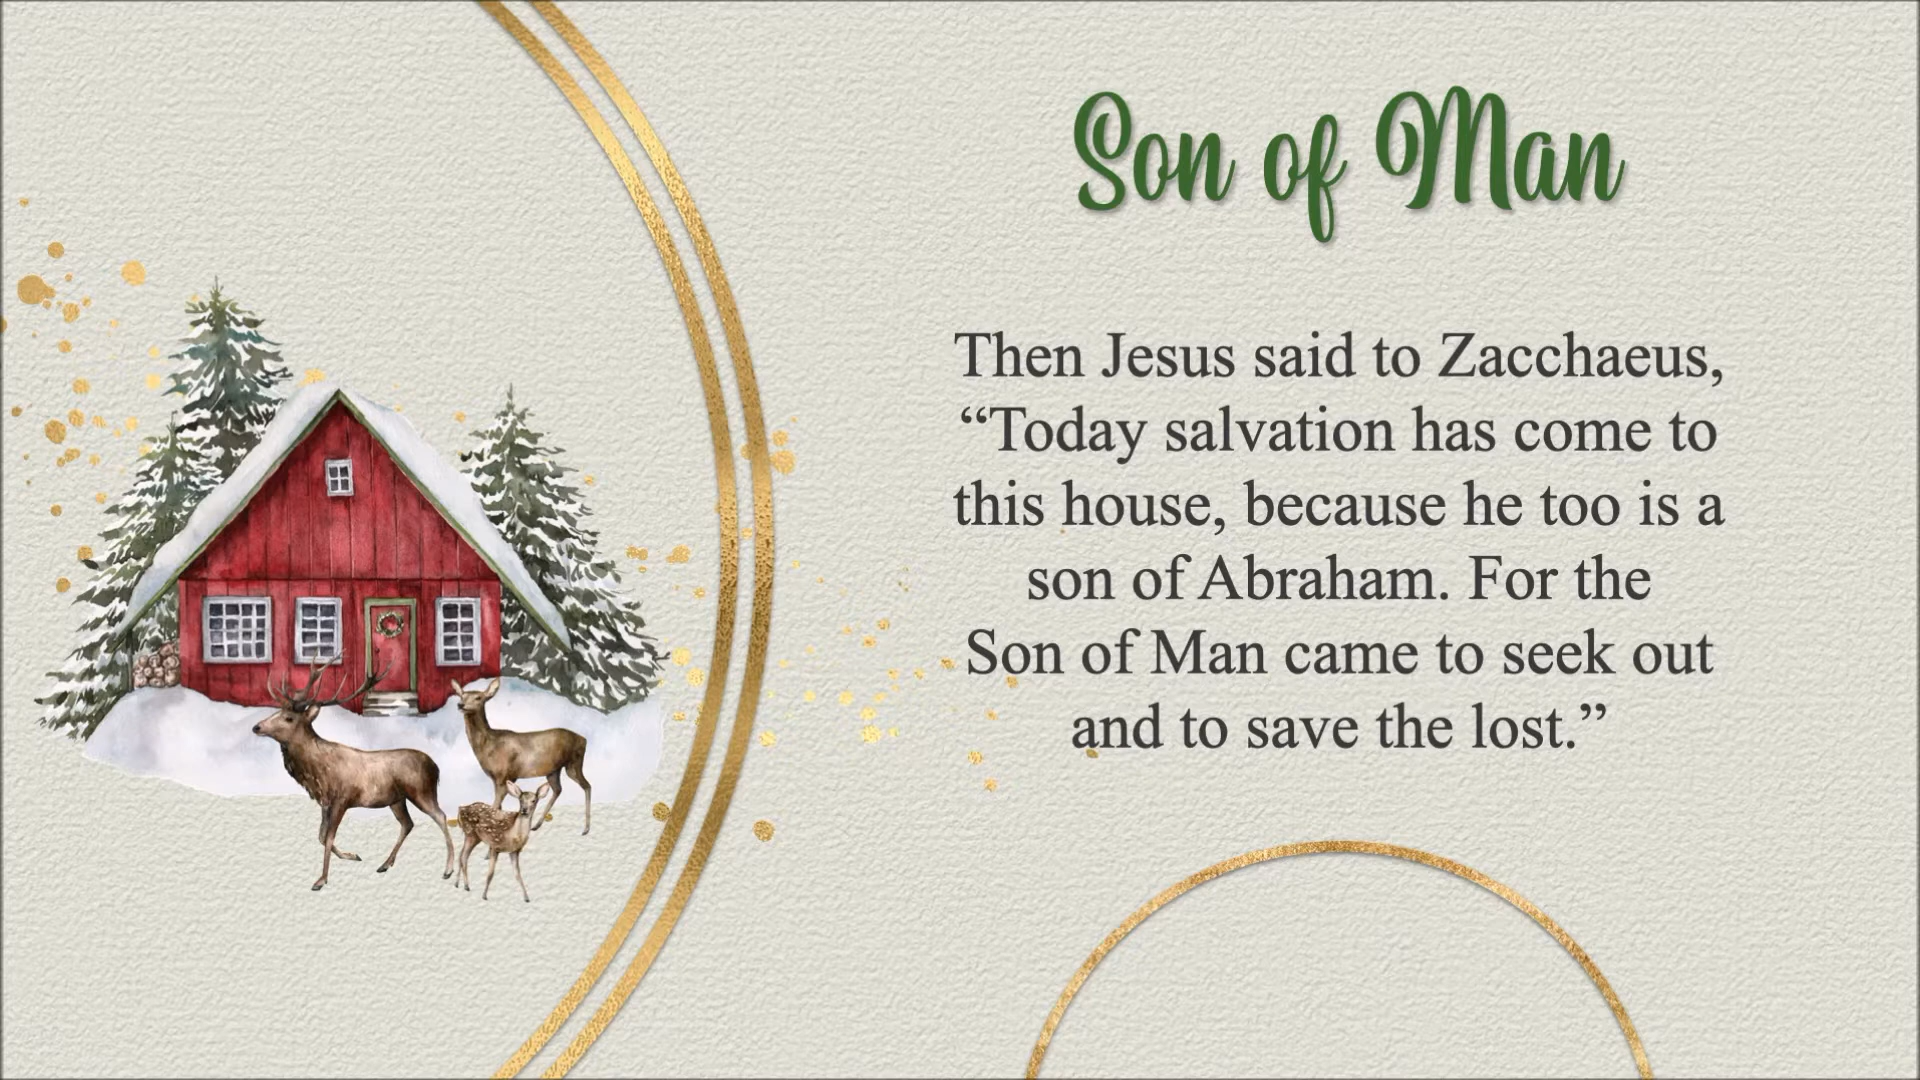 Son of Man
Then Jesus said to Zacchaeus,
“Today salvation has come to
this house, because he too is a
son of Abraham. For the
Son of Man came to seek out
and to save the lost.”